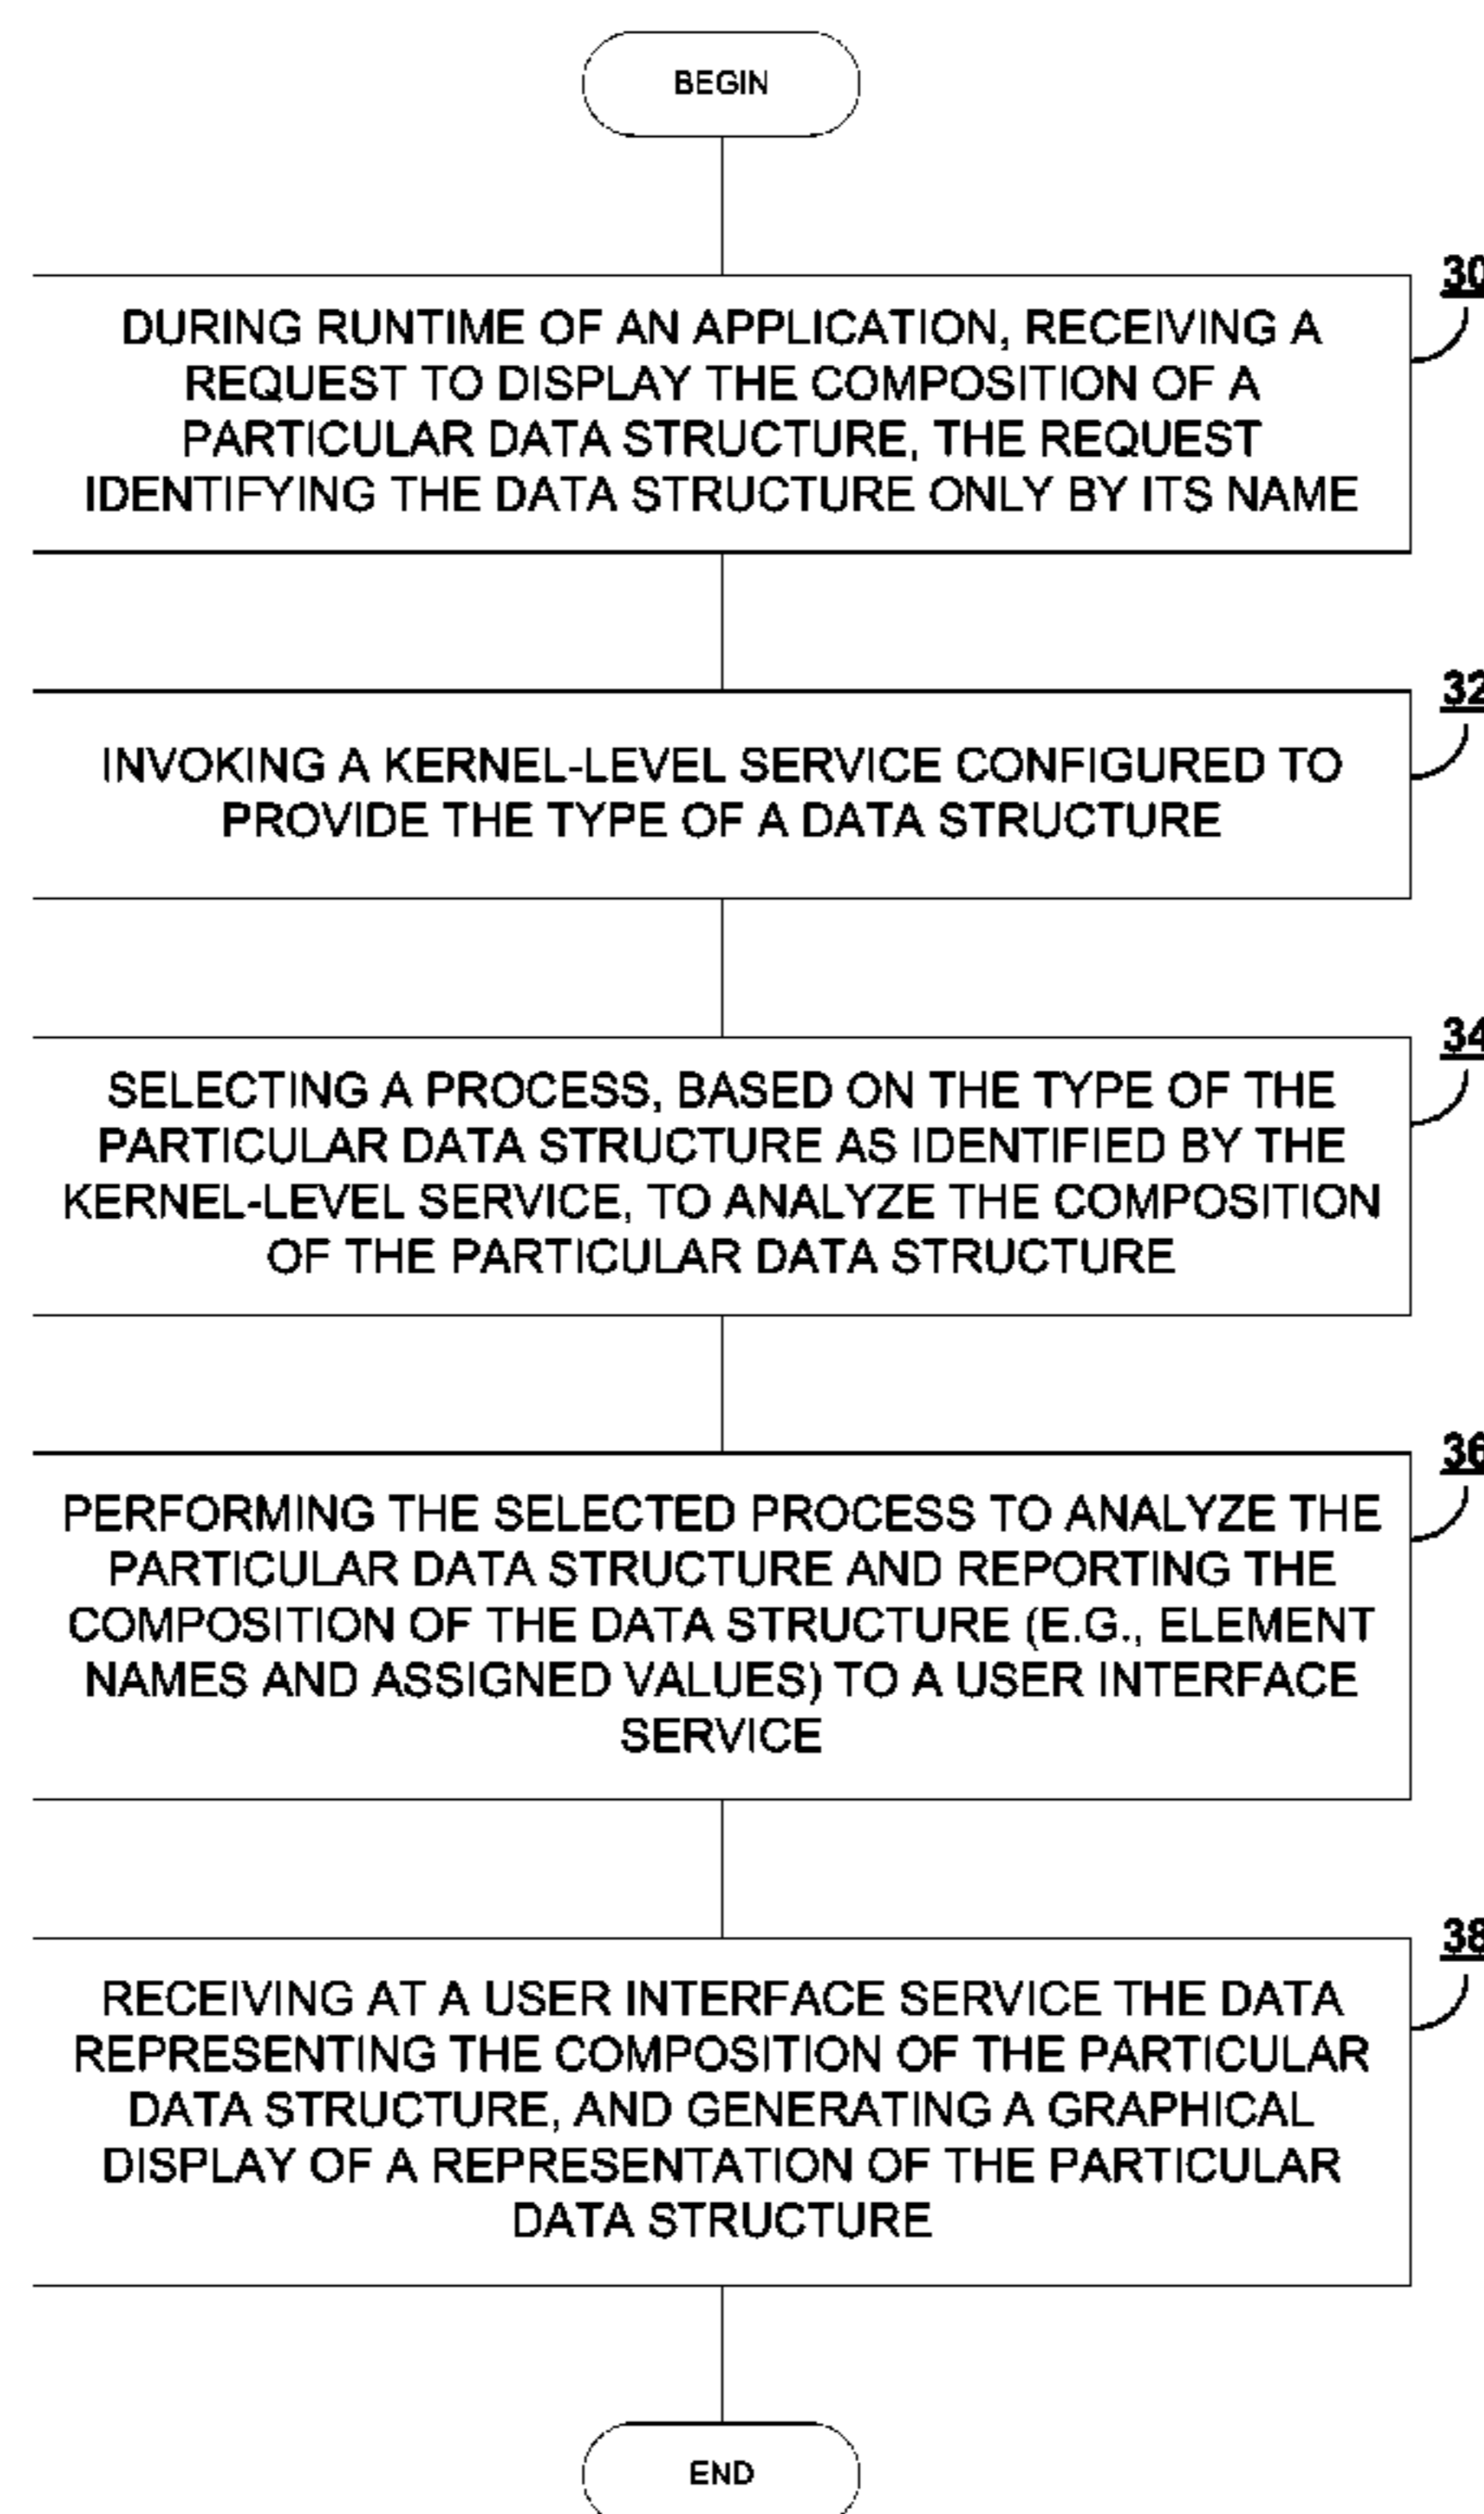 BEGIN
30
DURING RUNTIME OF AN APPLICATION, RECEIVING A
REQUEST TO DISPLAY THE COMPOSITION OF A
PARTICULAR DATA STRUCTURE, THE REQUEST
IDENTIFYING THE DATA STRUCTURE ONLY BY ITS NAME
32
INVOKING A KERNEL-LEVEL SERVICE CONFIGURED TO
PROVIDE THE TYPE OF A DATA STRUCTURE
34
SELECTING A PROCESS, BASED ON THE TYPE OF THE
PARTICULAR DATA STRUCTURE AS IDENTIFIED BY THE
KERNEL-LEVEL SERVICE, TO ANALYZE THE COMPOSITION
OF THE PARTICULAR DATA STRUCTURE
36
PERFORMING THE SELECTED PROCESS TO ANALYZE THE
PARTICULAR DATA STRUCTURE AND REPORTING THE
COMPOSITION OF THE DATA STRUCTURE (E.G., ELEMENT
NAMES AND ASSIGNED VALUES) TO A USER INTERFACE
SERVICE
38
RECEIVING AT A USER INTERFACE SERVICE THE DATA
REPRESENTING THE COMPOSITION OF THE PARTICULAR
DATA STRUCTURE, AND GENERATING A GRAPHICAL
DISPLAY OF A REPRESENTATION OF THE PARTICULAR
DATA STRUCTURE
END